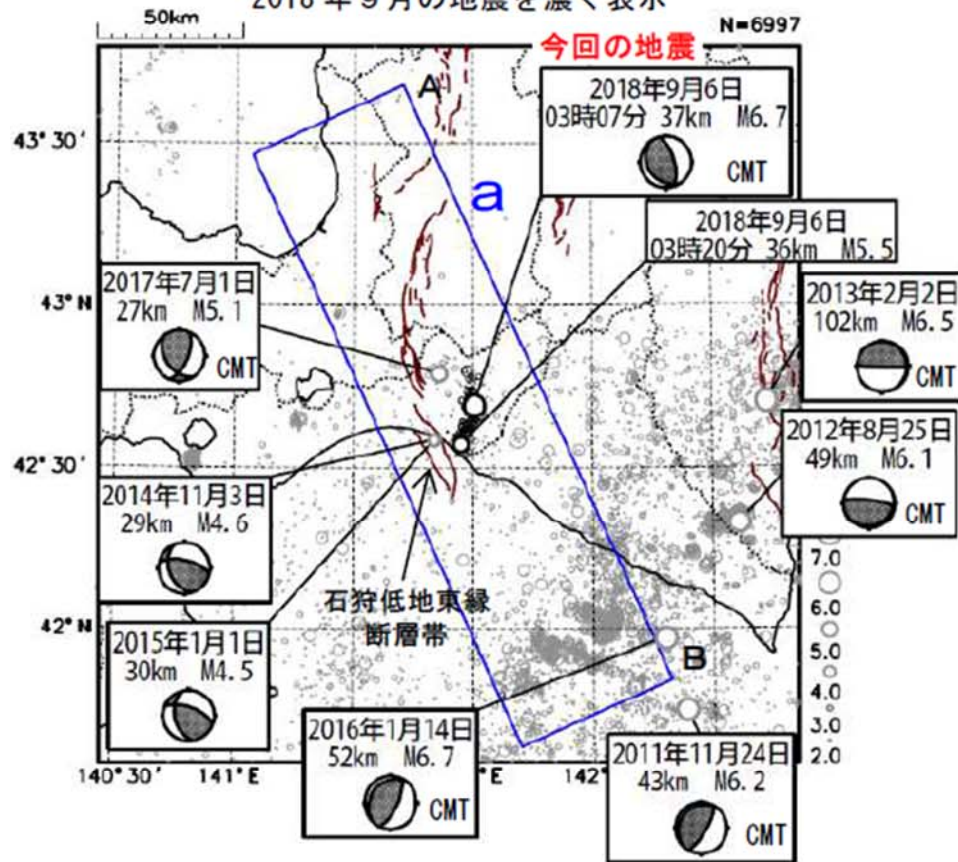 2018年9月の地震を濃く表示
50km
N=6997
今回の地震
2018年9月6日
03時07分 37km M6.7
CMT
A
43°30′
a
2018年9月6日
03時20分 36km M5.5
2017年7月1日
27km M5.1
CMT
43°N
2013年2月2日
102km M6.5
CMT
2012年8月25日
49km M6.1
CMT
42°30′
2014年11月3日
29km M4.6
7.0
6.0
5.0
4.0
3.0
2.0
石狩低地東縁
断層帯
42°N
2015年1月1日
30km M4.5
B
2016年1月14日
52km M6.7
CMT
2011年11月24日
43km M6.2
CMT
140°30′
141°E
°E
142°